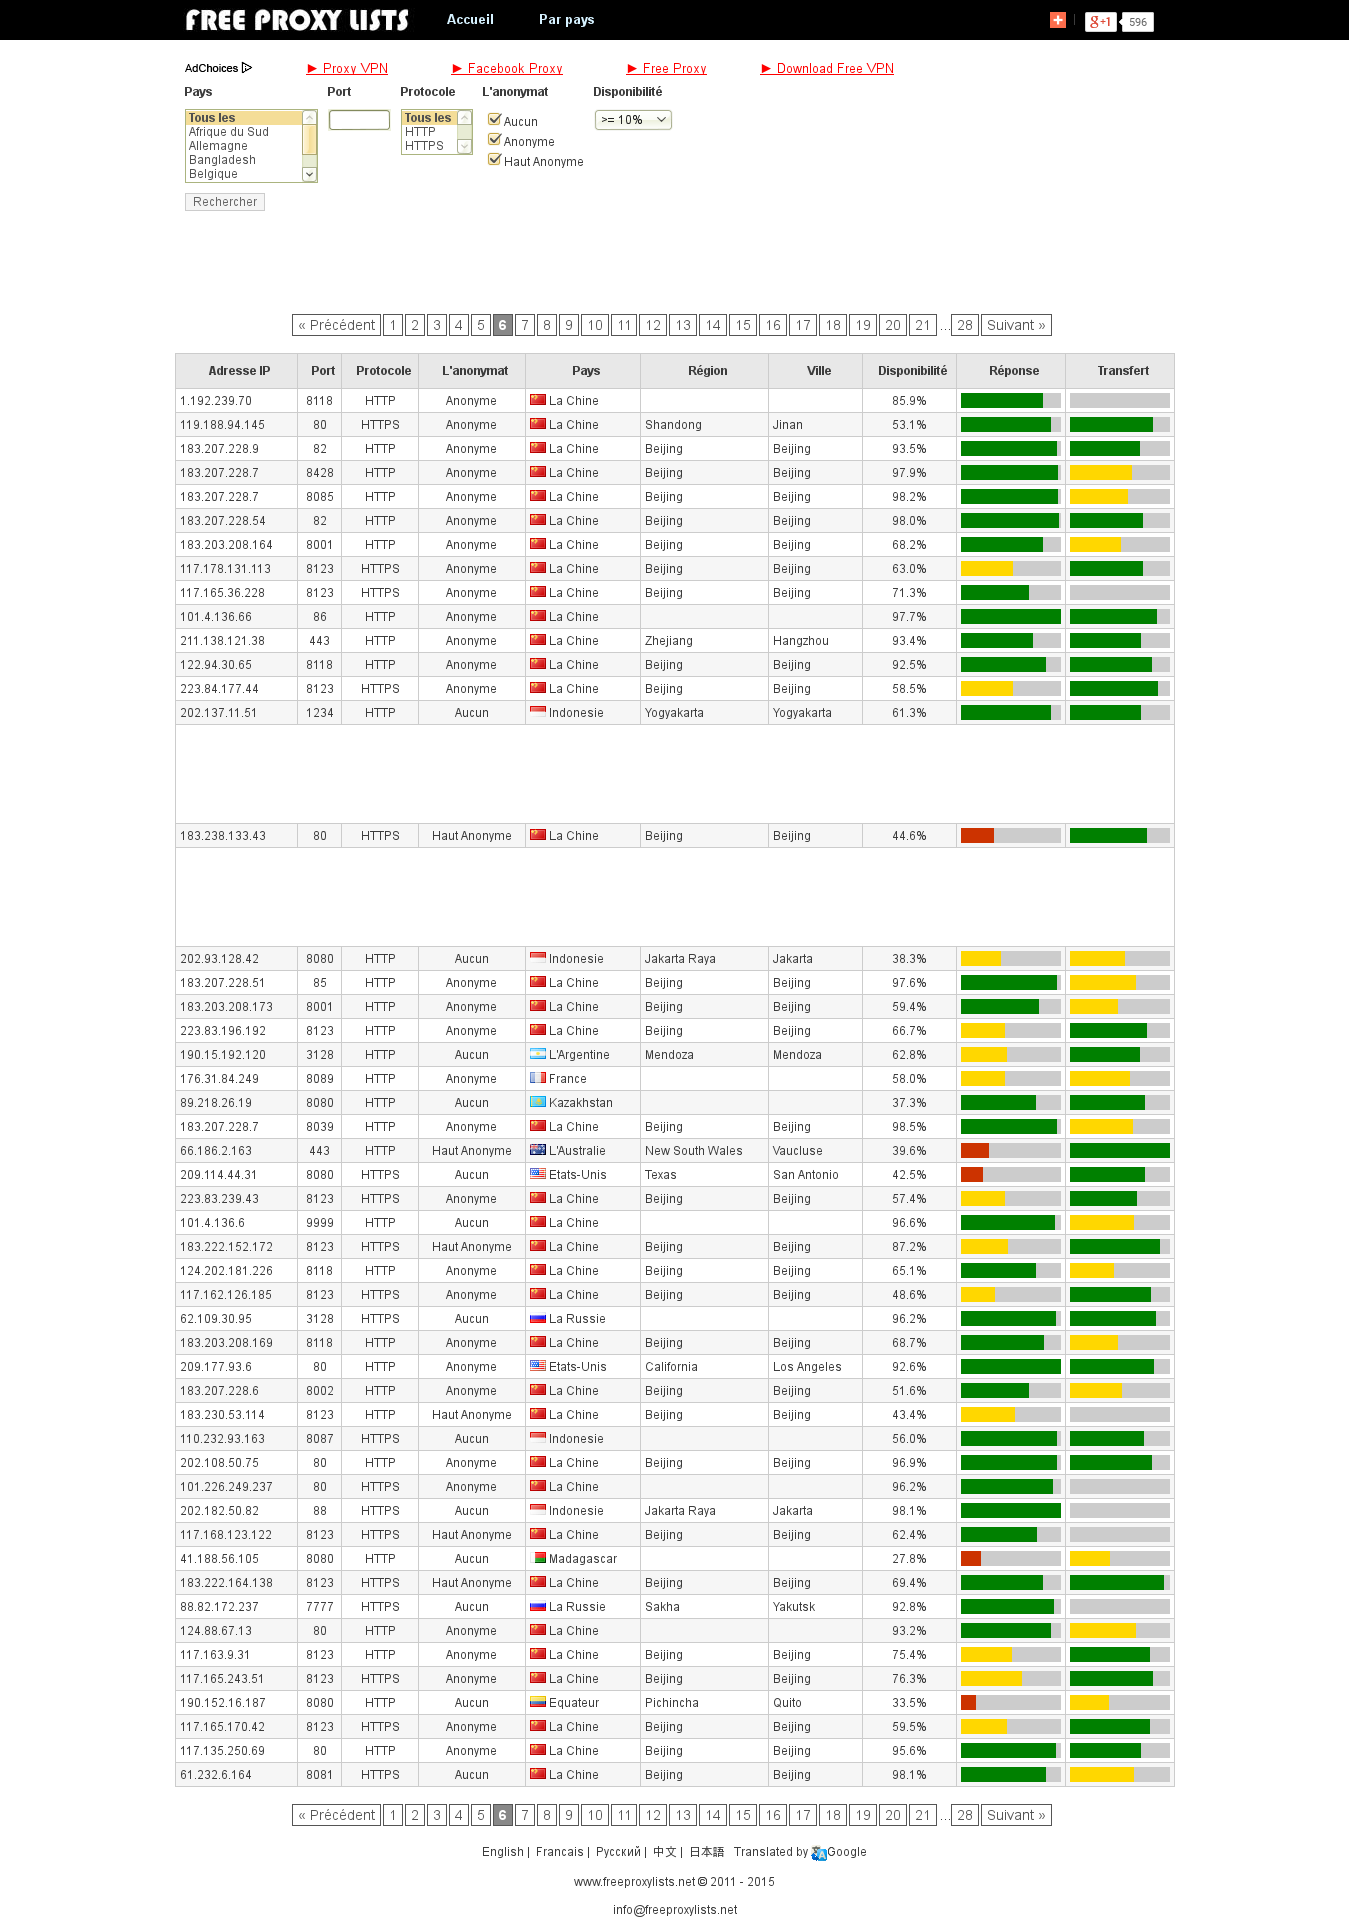 FREE PROXY LISTS Accueil Par pays g+1 596
AdChoices ► Proxy VPN ► Facebook Proxy ► Free Proxy ► Download Free VPN
Pays Port Protocole L'anonymat Disponibilité
Tous les Tous les Aucun >= 10%
Afrique du Sud HTTP Anonyme
Allemagne HTTPS Haut Anonyme
Bangladesh
Belgique
Rechercher
« Précédent 1 2 3 4 5 6 7 8 9 10 11 12 13 14 15 16 17 18 19 20 21 ... 28 Suivant »
Adresse IP Port Protocole L'anonymat Pays Région Ville Disponibilité Réponse Transfert
1.192.239.70 8118 HTTP Anonyme La Chine 85.9%
119.188.94.145 80 HTTPS Anonyme La Chine Shandong Jinan 53.1%
183.207.228.9 82 HTTP Anonyme La Chine Beijing Beijing 93.5%
183.207.228.7 8428 HTTP Anonyme La Chine Beijing Beijing 97.9%
183.207.228.7 8085 HTTP Anonyme La Chine Beijing Beijing 98.2%
183.207.228.54 82 HTTP Anonyme La Chine Beijing Beijing 98.0%
183.203.208.164 8001 HTTP Anonyme La Chine Beijing Beijing 68.2%
117.178.131.113 8123 HTTPS Anonyme La Chine Beijing Beijing 63.0%
117.165.36.228 8123 HTTPS Anonyme La Chine Beijing Beijing 71.3%
101.4.136.66 86 HTTP Anonyme La Chine 97.7%
211.138.121.38 443 HTTP Anonyme La Chine Zhejiang Hangzhou 93.4%
122.94.30.65 8118 HTTP Anonyme La Chine Beijing Beijing 92.5%
223.84.177.44 8123 HTTPS Anonyme La Chine Beijing Beijing 58.5%
202.137.11.51 1234 HTTP Aucun Indonesie Yogyakarta Yogyakarta 61.3%
183.238.133.43 80 HTTPS Haut Anonyme La Chine Beijing Beijing 44.6%
202.93.128.42 8080 HTTP Aucun Indonesie Jakarta Raya Jakarta 38.3%
183.207.228.51 85 HTTP Anonyme La Chine Beijing Beijing 97.6%
183.203.208.173 8001 HTTP Anonyme La Chine Beijing Beijing 59.4%
223.83.196.192 8123 HTTP Anonyme La Chine Beijing Beijing 66.7%
190.15.192.120 3128 HTTP Aucun L'Argentine Mendoza Mendoza 62.8%
176.31.84.249 8089 HTTP Anonyme France 58.0%
89.218.26.19 8080 HTTP Aucun Kazakhstan 37.3%
183.207.228.7 8039 HTTP Anonyme La Chine Beijing Beijing 98.5%
66.186.2.163 443 HTTP Haut Anonyme L'Australie New South Wales Vaucluse 39.6%
209.114.44.31 8080 HTTPS Aucun Etats-Unis Texas San Antonio 42.5%
223.83.239.43 8123 HTTPS Anonyme La Chine Beijing Beijing 57.4%
101.4.136.6 9999 HTTP Aucun La Chine 96.6%
183.222.152.172 8123 HTTPS Haut Anonyme La Chine Beijing Beijing 87.2%
124.202.181.226 8118 HTTP Anonyme La Chine Beijing Beijing 65.1%
117.162.126.185 8123 HTTPS Anonyme La Chine Beijing Beijing 48.6%
62.109.30.95 3128 HTTPS Aucun La Russie 96.2%
183.203.208.169 8118 HTTP Anonyme La Chine Beijing Beijing 68.7%
209.177.93.6 80 HTTP Anonyme Etats-Unis California Los Angeles 92.6%
183.207.228.6 8002 HTTP Anonyme La Chine Beijing Beijing 51.6%
183.230.53.114 8123 HTTP Haut Anonyme La Chine Beijing Beijing 43.4%
110.232.93.163 8087 HTTPS Aucun Indonesie 56.0%
202.108.50.75 80 HTTP Anonyme La Chine Beijing Beijing 96.9%
101.226.249.237 80 HTTPS Anonyme La Chine 96.2%
202.182.50.82 88 HTTPS Aucun Indonesie Jakarta Raya Jakarta 98.1%
117.168.123.122 8123 HTTPS Haut Anonyme La Chine Beijing Beijing 62.4%
41.188.56.105 8080 HTTP Aucun Madagascar 27.8%
183.222.164.138 8123 HTTPS Haut Anonyme La Chine Beijing Beijing 69.4%
88.82.172.237 7777 HTTPS Aucun La Russie Sakha Yakutsk 92.8%
124.88.67.13 80 HTTP Anonyme La Chine 93.2%
117.163.9.31 8123 HTTP Anonyme La Chine Beijing Beijing 75.4%
117.165.243.51 8123 HTTPS Anonyme La Chine Beijing Beijing 76.3%
190.152.16.187 8080 HTTP Aucun Equateur Pichincha Quito 33.5%
117.165.170.42 8123 HTTPS Anonyme La Chine Beijing Beijing 59.5%
117.135.250.69 80 HTTP Anonyme La Chine Beijing Beijing 95.6%
61.232.6.164 8081 HTTPS Aucun La Chine Beijing Beijing 98.1%
« Précédent 1 2 3 4 5 6 7 8 9 10 11 12 13 14 15 16 17 18 19 20 21 ... 28 Suivant »
English | Francais | Русский | 中文 | 日本語 Translated by Google
www.freeproxylists.net © 2011 - 2015
info@freeproxylists.net